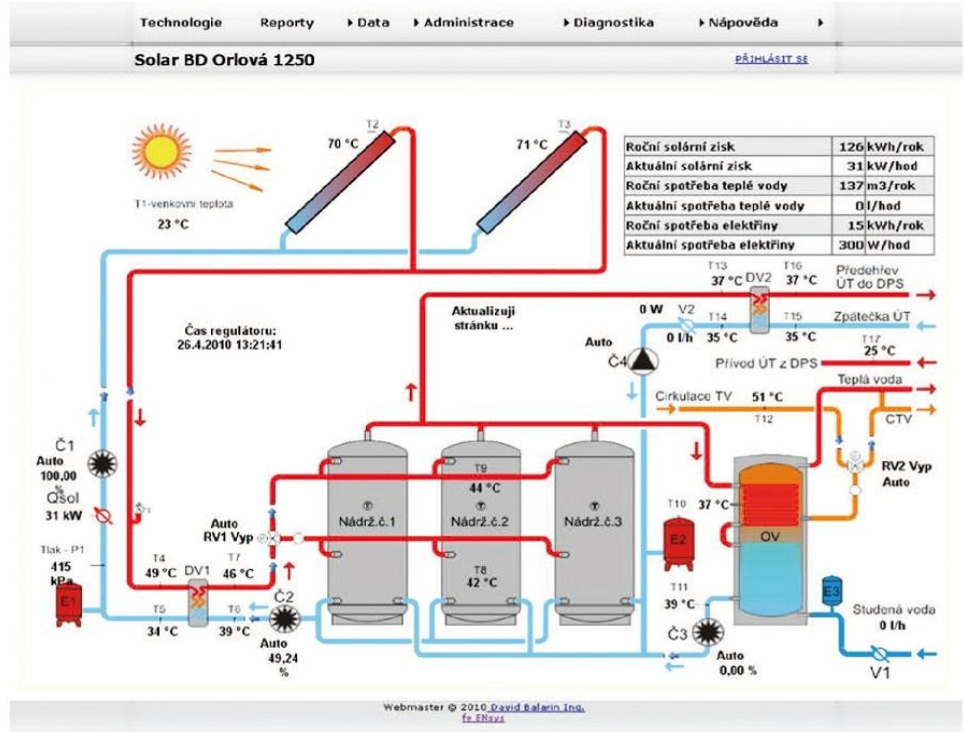 Technologie Reporty Data Administrace Diagnostika Nápověda
Solar BD Orlová 1250
PŘIHLÁSIT SE
T2
70 °C
T3
71 °C
T1-venkovní teplota
23 °C
Roční solární zisk 126 kWh/rok
Aktuální solární zisk 31 kW/hod
Roční spotřeba teplé vody 137 m3/rok
Aktuální spotřeba teplé vody 0 l/hod
Roční spotřeba elektřiny 15 kWh/rok
Aktuální spotřeba elektřiny 300 W/hod
T13
37 °C
DV2
T16
37 °C
Předehřev
ÚT do DPS
Aktualizuji
stránku ...
0 W
V2
0 l/h
T14
35 °C
T15
35 °C
Zpátečka ÚT
Čas regulátoru:
26.4.2010 13:21:41
Auto
Č4
T17
25 °C
Přívod ÚT z DPS
Teplá voda
Cirkulace TV
51 °C
T12
CTV
Č1
Auto
100,00
%
Qsol
31 kW
RV2 Vyp
Auto
T9
44 °C
T10
37 °C
Auto
RV1 Vyp
Nádrž.č.1
Nádrž.č.2
Nádrž.č.3
E2
OV
Tlak - P1
415
kPa
T4
49 °C
DV1
T7
46 °C
T8
42 °C
E1
T5
34 °C
T6
39 °C
Č2
Auto
49,24
%
T11
39 °C
Č3
Auto
0,00 %
E3
Studená voda
0 l/h
V1
Webmaster @ 2010 David Balarin Ing.
fy ENsys